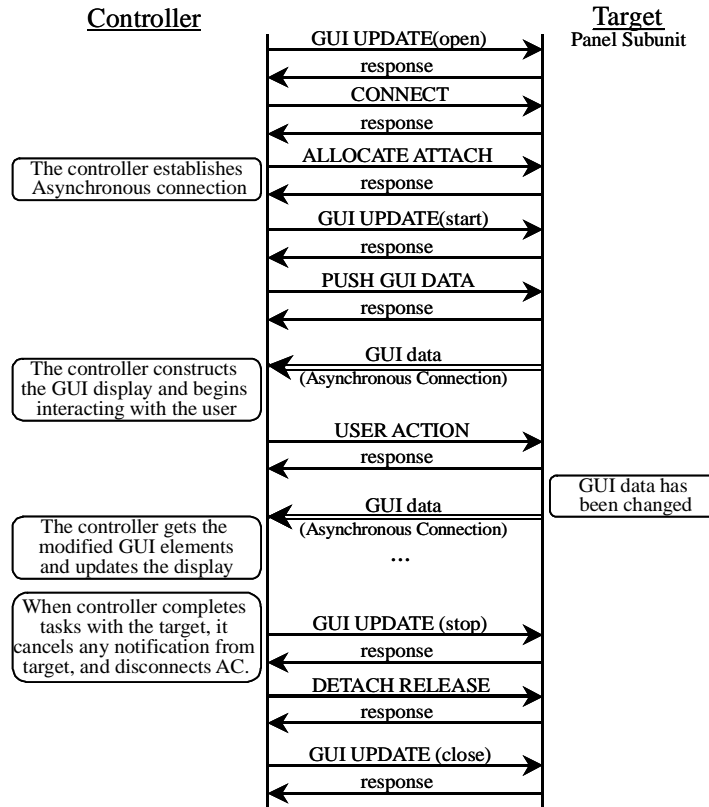 Controller
Target
Panel Subunit
GUI UPDATE(open)
response
CONNECT
response
The controller establishes
Asynchronous connection
ALLOCATE ATTACH
response
GUI UPDATE(start)
response
PUSH GUI DATA
response
The controller constructs
the GUI display and begins
interacting with the user
GUI data
(Asynchronous Connection)
USER ACTION
response
GUI data has
been changed
GUI data
(Asynchronous Connection)
The controller gets the
modified GUI elements
and updates the display
...
When controller completes
tasks with the target, it
cancels any notification from
target, and disconnects AC.
GUI UPDATE (stop)
response
DETACH RELEASE
response
GUI UPDATE (close)
response